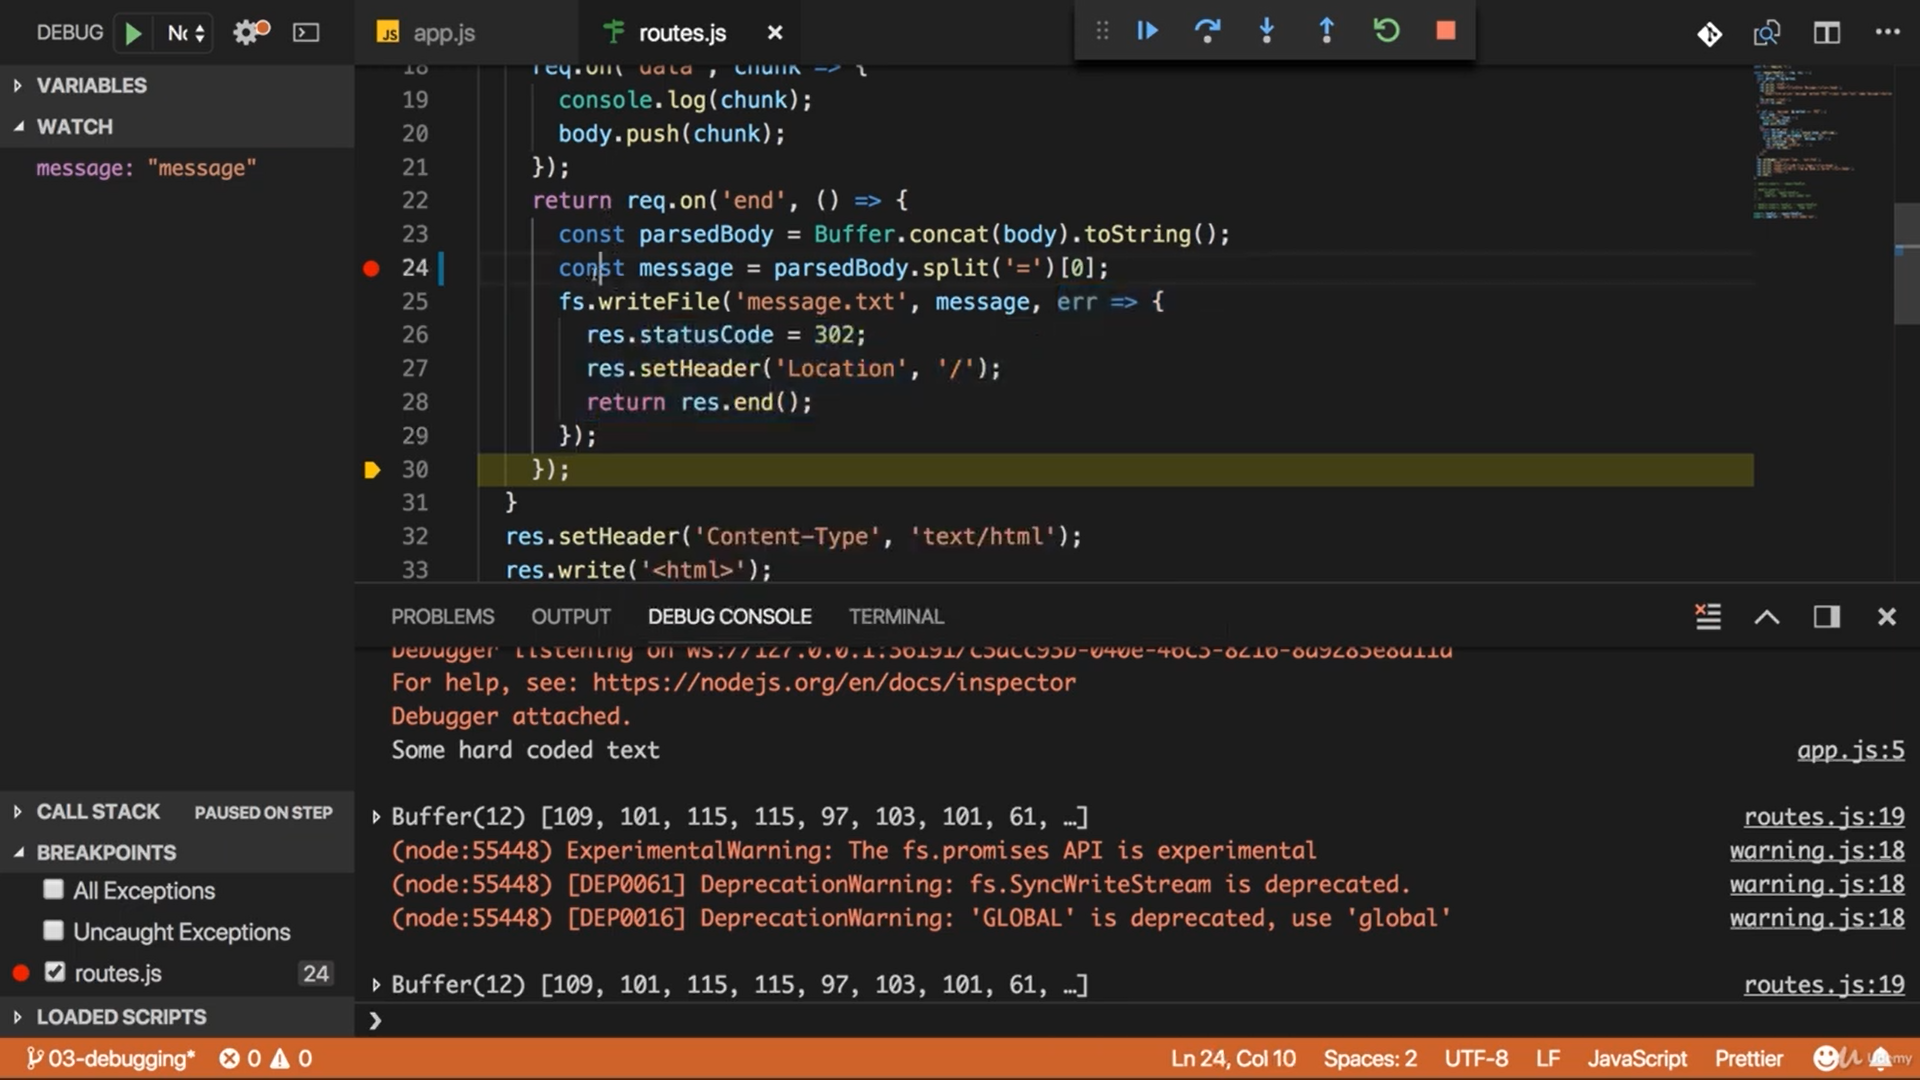 DEBUG
VARIABLES
WATCH
message: "message"
CALL STACK PAUSED ON STEP
BREAKPOINTS
All Exceptions
Uncaught Exceptions
routes.js 24
LOADED SCRIPTS
JS app.js routes.js
18 req.on('data', chunk => {
19 console.log(chunk);
20 body.push(chunk);
21 });
22 return req.on('end', () => {
23 const parsedBody = Buffer.concat(body).toString();
24 const message = parsedBody.split('=')[0];
25 fs.writeFile('message.txt', message, err => {
26 res.statusCode = 302;
27 res.setHeader('Location', '/');
28 return res.end();
29 });
30 });
31 }
32 res.setHeader('Content-Type', 'text/html');
33 res.write('<html>');
PROBLEMS OUTPUT DEBUG CONSOLE TERMINAL
For help, see: https://nodejs.org/en/docs/inspector
Debugger attached.
Some hard coded text app.js:5
Buffer(12) [109, 101, 115, 115, 97, 103, 101, 61, …] routes.js:19
(node:55448) ExperimentalWarning: The fs.promises API is experimental warning.js:18
(node:55448) [DEP0061] DeprecationWarning: fs.SyncWriteStream is deprecated. warning.js:18
(node:55448) [DEP0016] DeprecationWarning: 'GLOBAL' is deprecated, use 'global' warning.js:18
Buffer(12) [109, 101, 115, 115, 97, 103, 101, 61, …] routes.js:19
03-debugging* 0 0 Ln 24, Col 10 Spaces: 2 UTF-8 LF JavaScript Prettier
Udemy